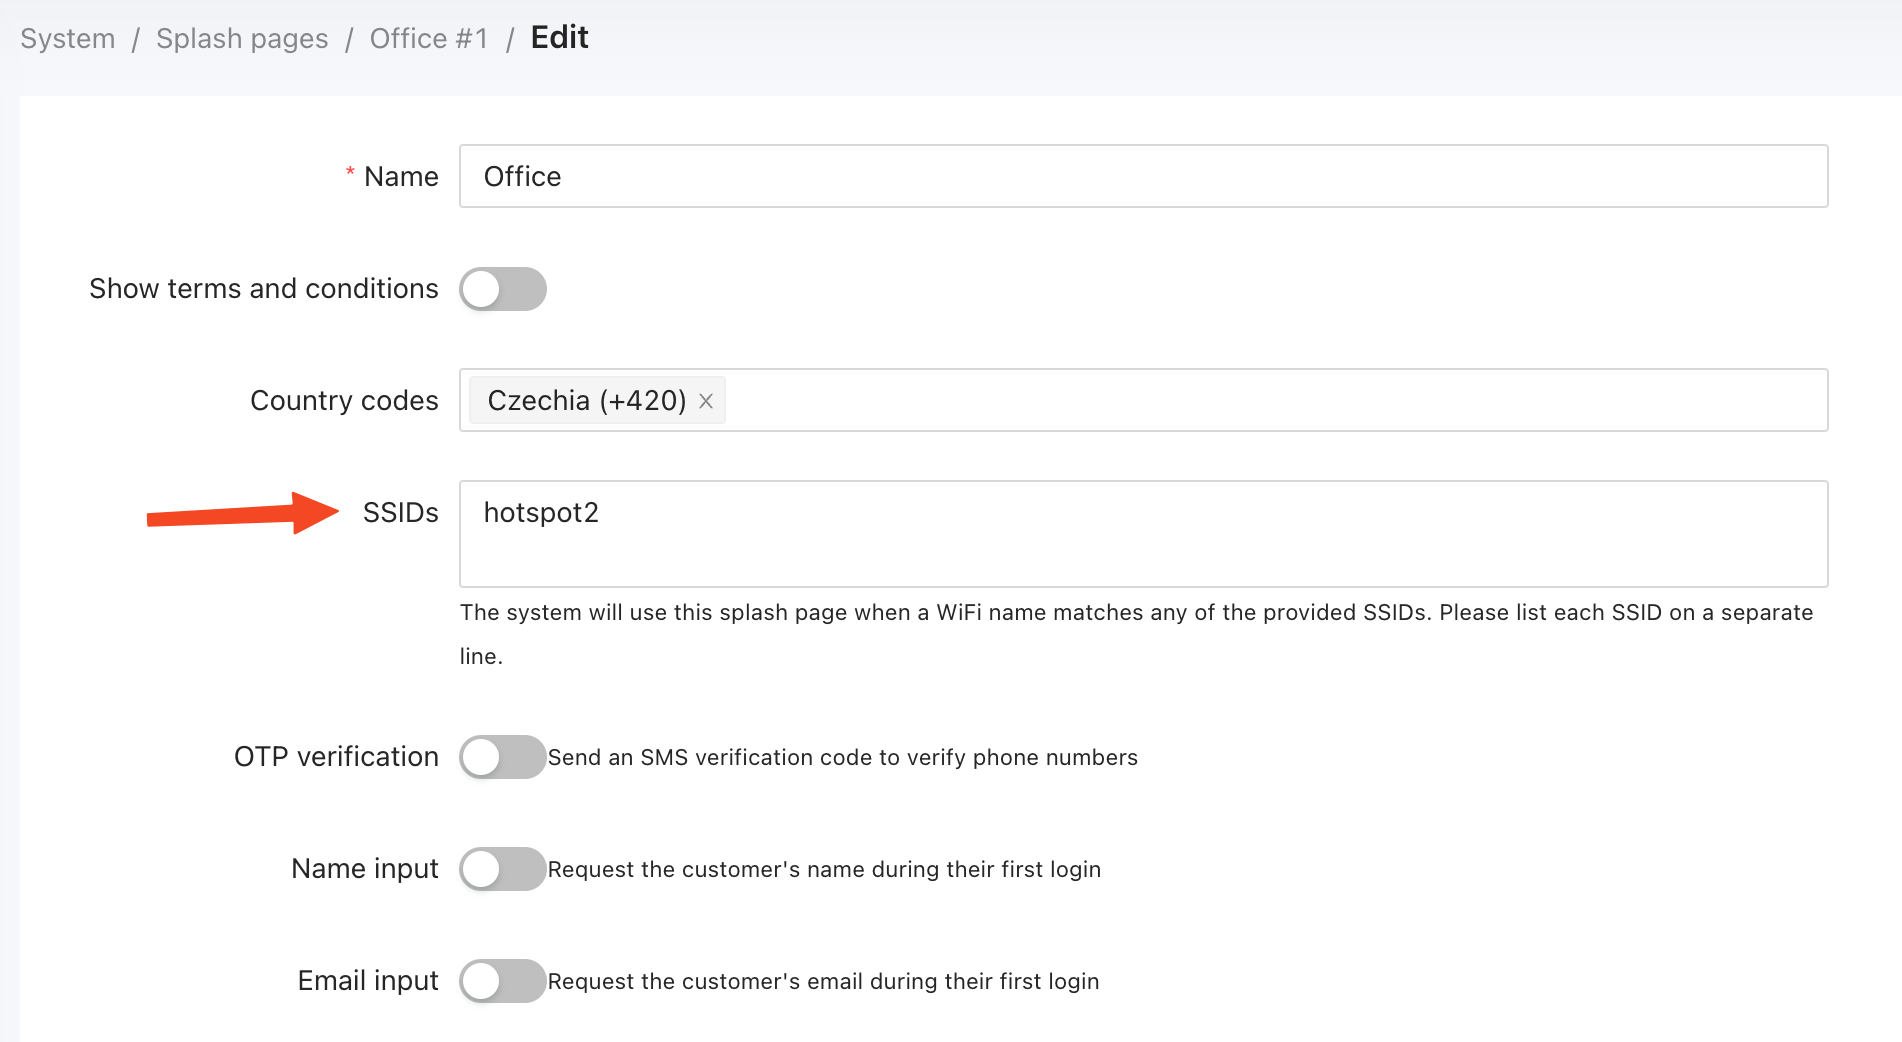 System / Splash pages / Office #1 / Edit
* Name
Office
Show terms and conditions
Country codes
Czechia (+420) ×
SSIDs
hotspot2
The system will use this splash page when a WiFi name matches any of the provided SSIDs. Please list each SSID on a separate
line.
OTP verification
Send an SMS verification code to verify phone numbers
Name input
Request the customer's name during their first login
Email input
Request the customer's email during their first login